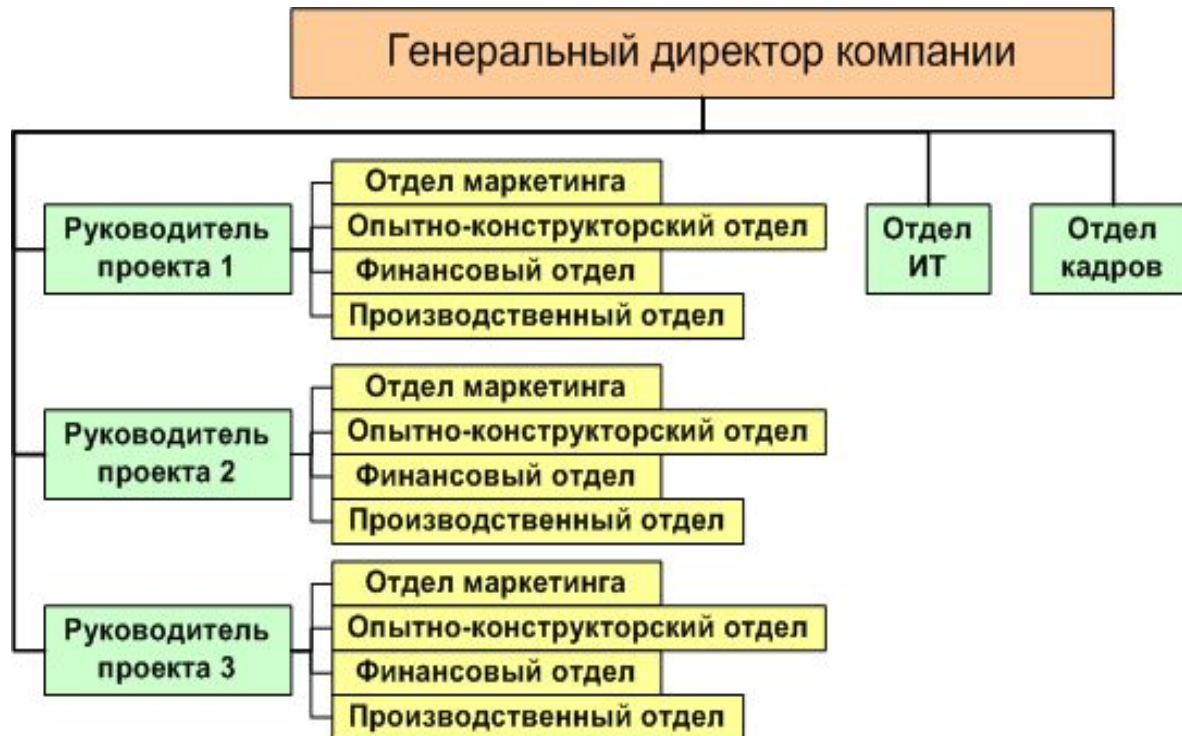 Генеральный директор компании
Руководитель
проекта 1
Отдел маркетинга
Опытно-конструкторский отдел
Финансовый отдел
Производственный отдел
Отдел
ИТ
Отдел
кадров
Руководитель
проекта 2
Отдел маркетинга
Опытно-конструкторский отдел
Финансовый отдел
Производственный отдел
Руководитель
проекта 3
Отдел маркетинга
Опытно-конструкторский отдел
Финансовый отдел
Производственный отдел